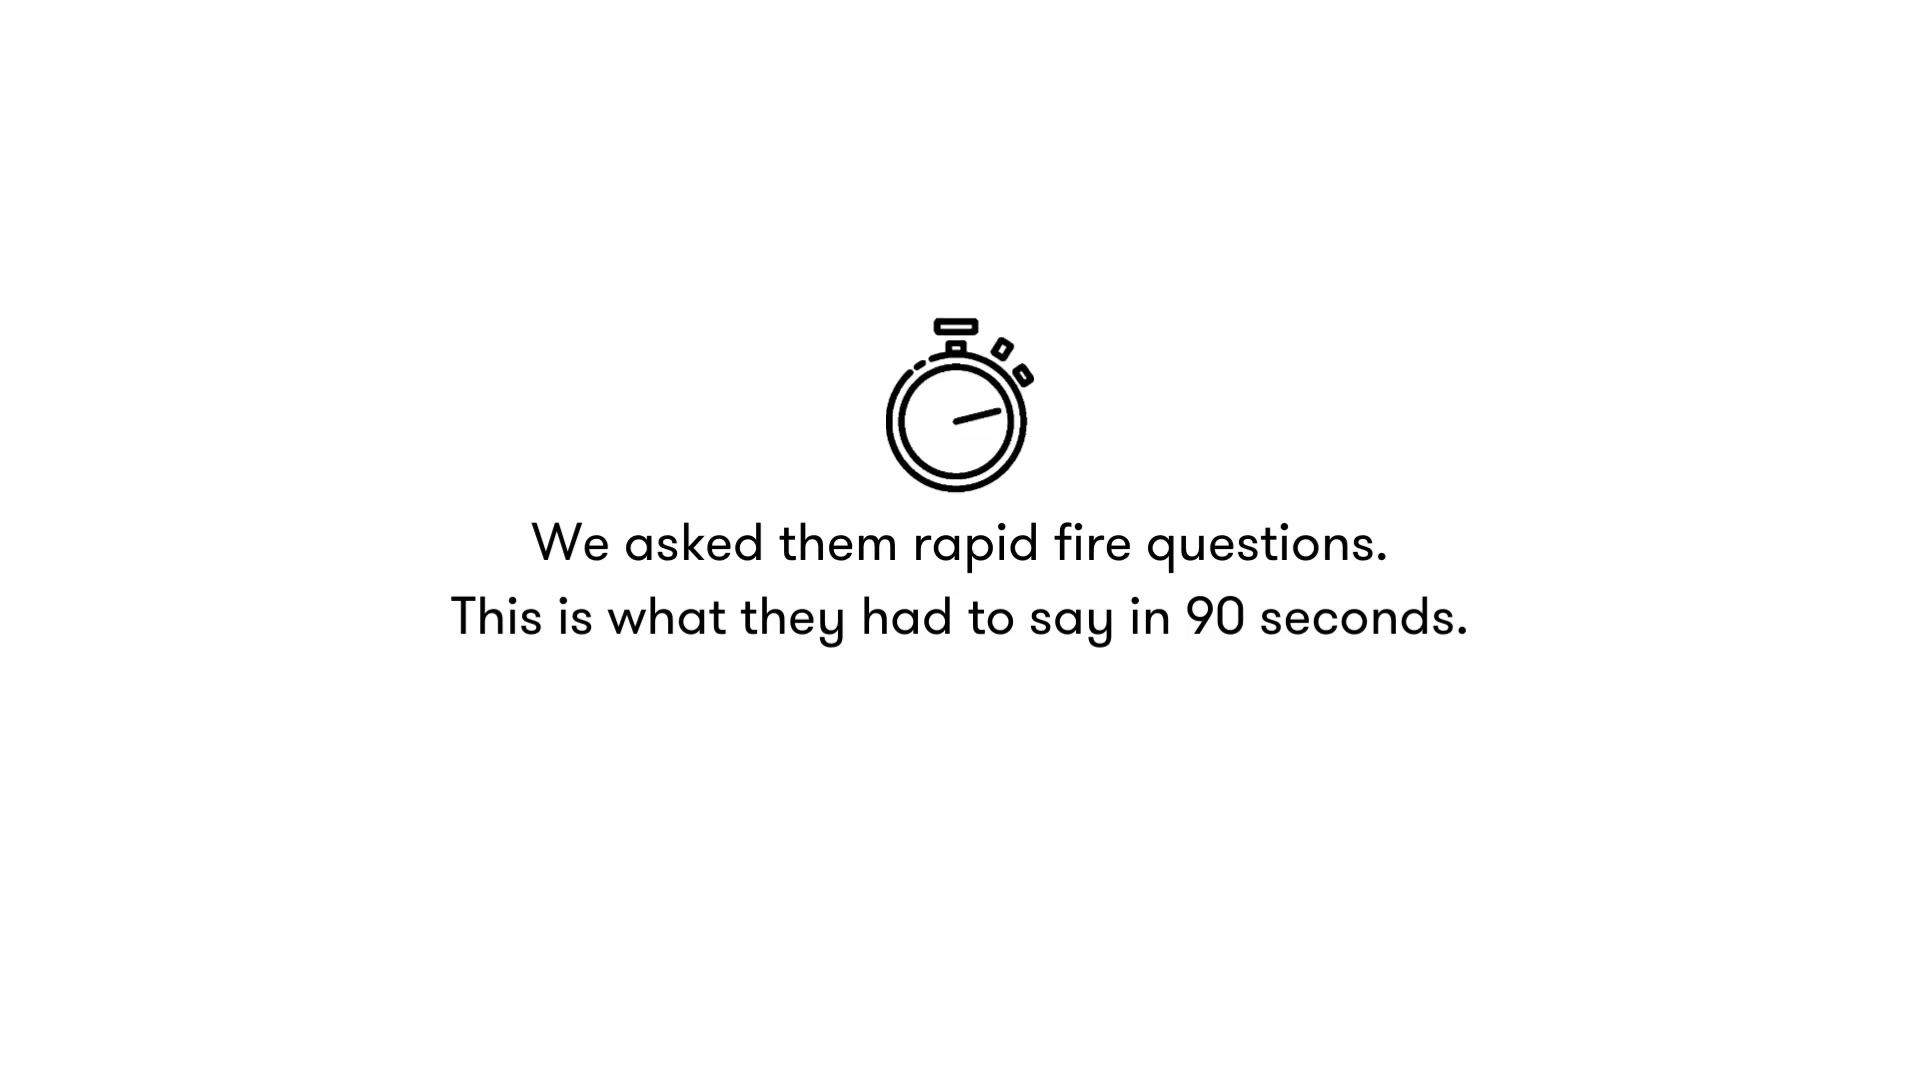 We asked them rapid fire questions.
This is what they had to say in 90 seconds.